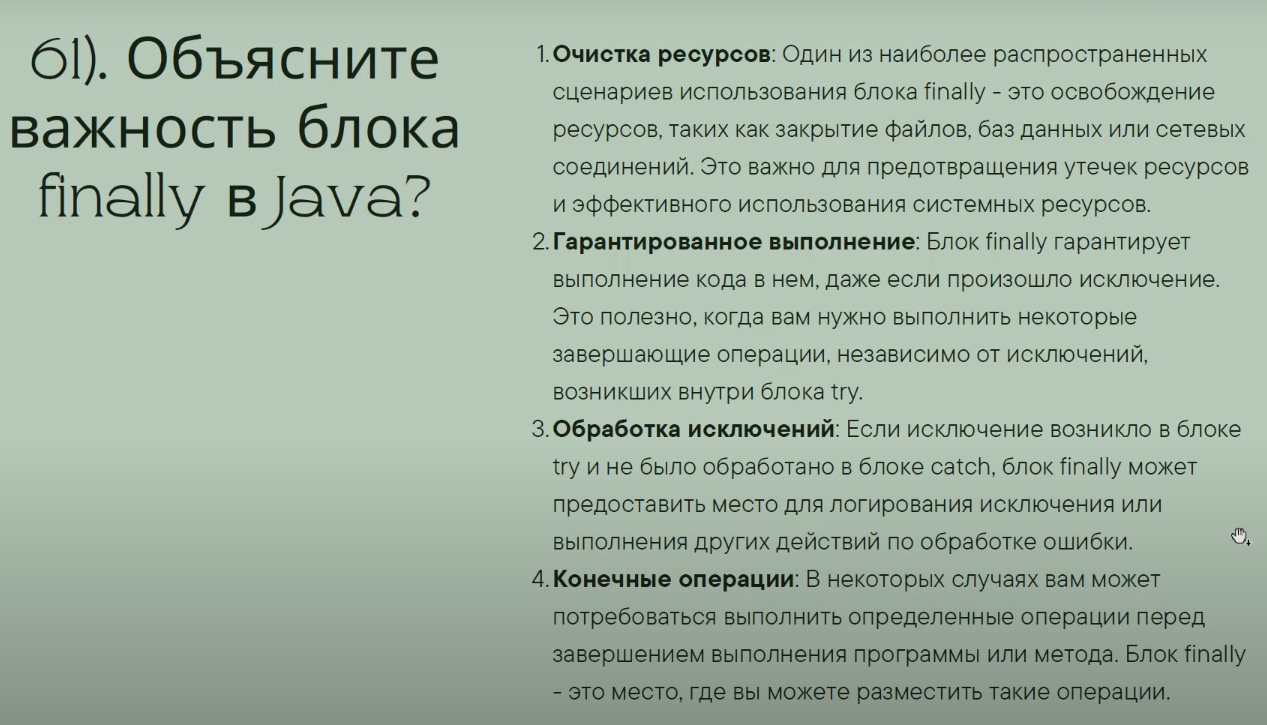 61). Объясните
важность блока
finally в Java?
1. Очистка ресурсов: Один из наиболее распространенных
сценариев использования блока finally - это освобождение
ресурсов, таких как закрытие файлов, баз данных или сетевых
соединений. Это важно для предотвращения утечек ресурсов
и эффективного использования системных ресурсов.
2. Гарантированное выполнение: Блок finally гарантирует
выполнение кода в нем, даже если произошло исключение.
Это полезно, когда вам нужно выполнить некоторые
завершающие операции, независимо от исключений,
возникших внутри блока try.
3. Обработка исключений: Если исключение возникло в блоке
try и не было обработано в блоке catch, блок finally может
предоставить место для логирования исключения или
выполнения других действий по обработке ошибки.
4. Конечные операции: В некоторых случаях вам может
потребоваться выполнить определенные операции перед
завершением выполнения программы или метода. Блок finally
- это место, где вы можете разместить такие операции.